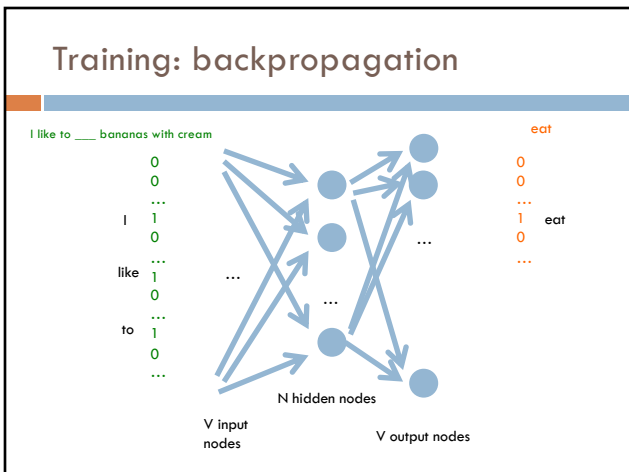 Training: backpropagation
I like to ___ bananas with cream
eat
0
0
...
I
1
0
...
like
1
0
...
to
1
0
...
...
...
...
0
0
...
1
eat
0
...
N hidden nodes
V input
nodes
V output nodes